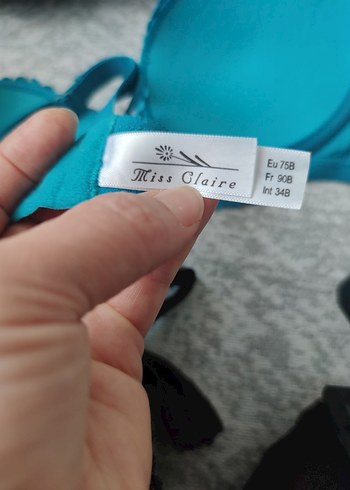 Miss Claire
Eu 75B
Fr 90B
Int 34B